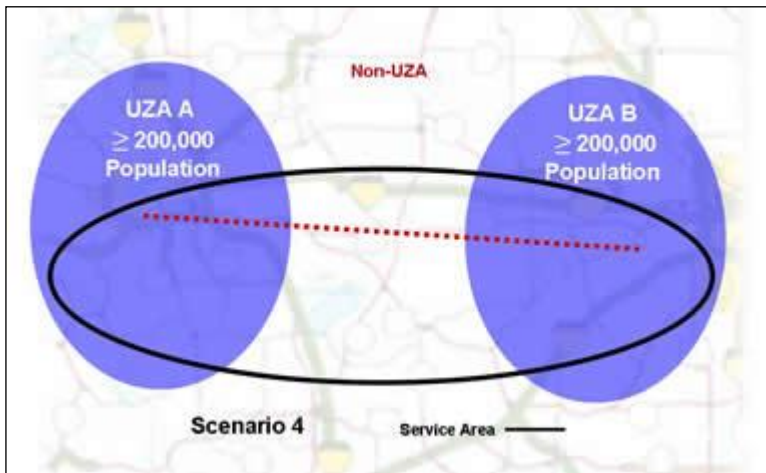 Non-UZA
UZA A
≥ 200,000
Population
UZA B
≥ 200,000
Population
Scenario 4
Service Area